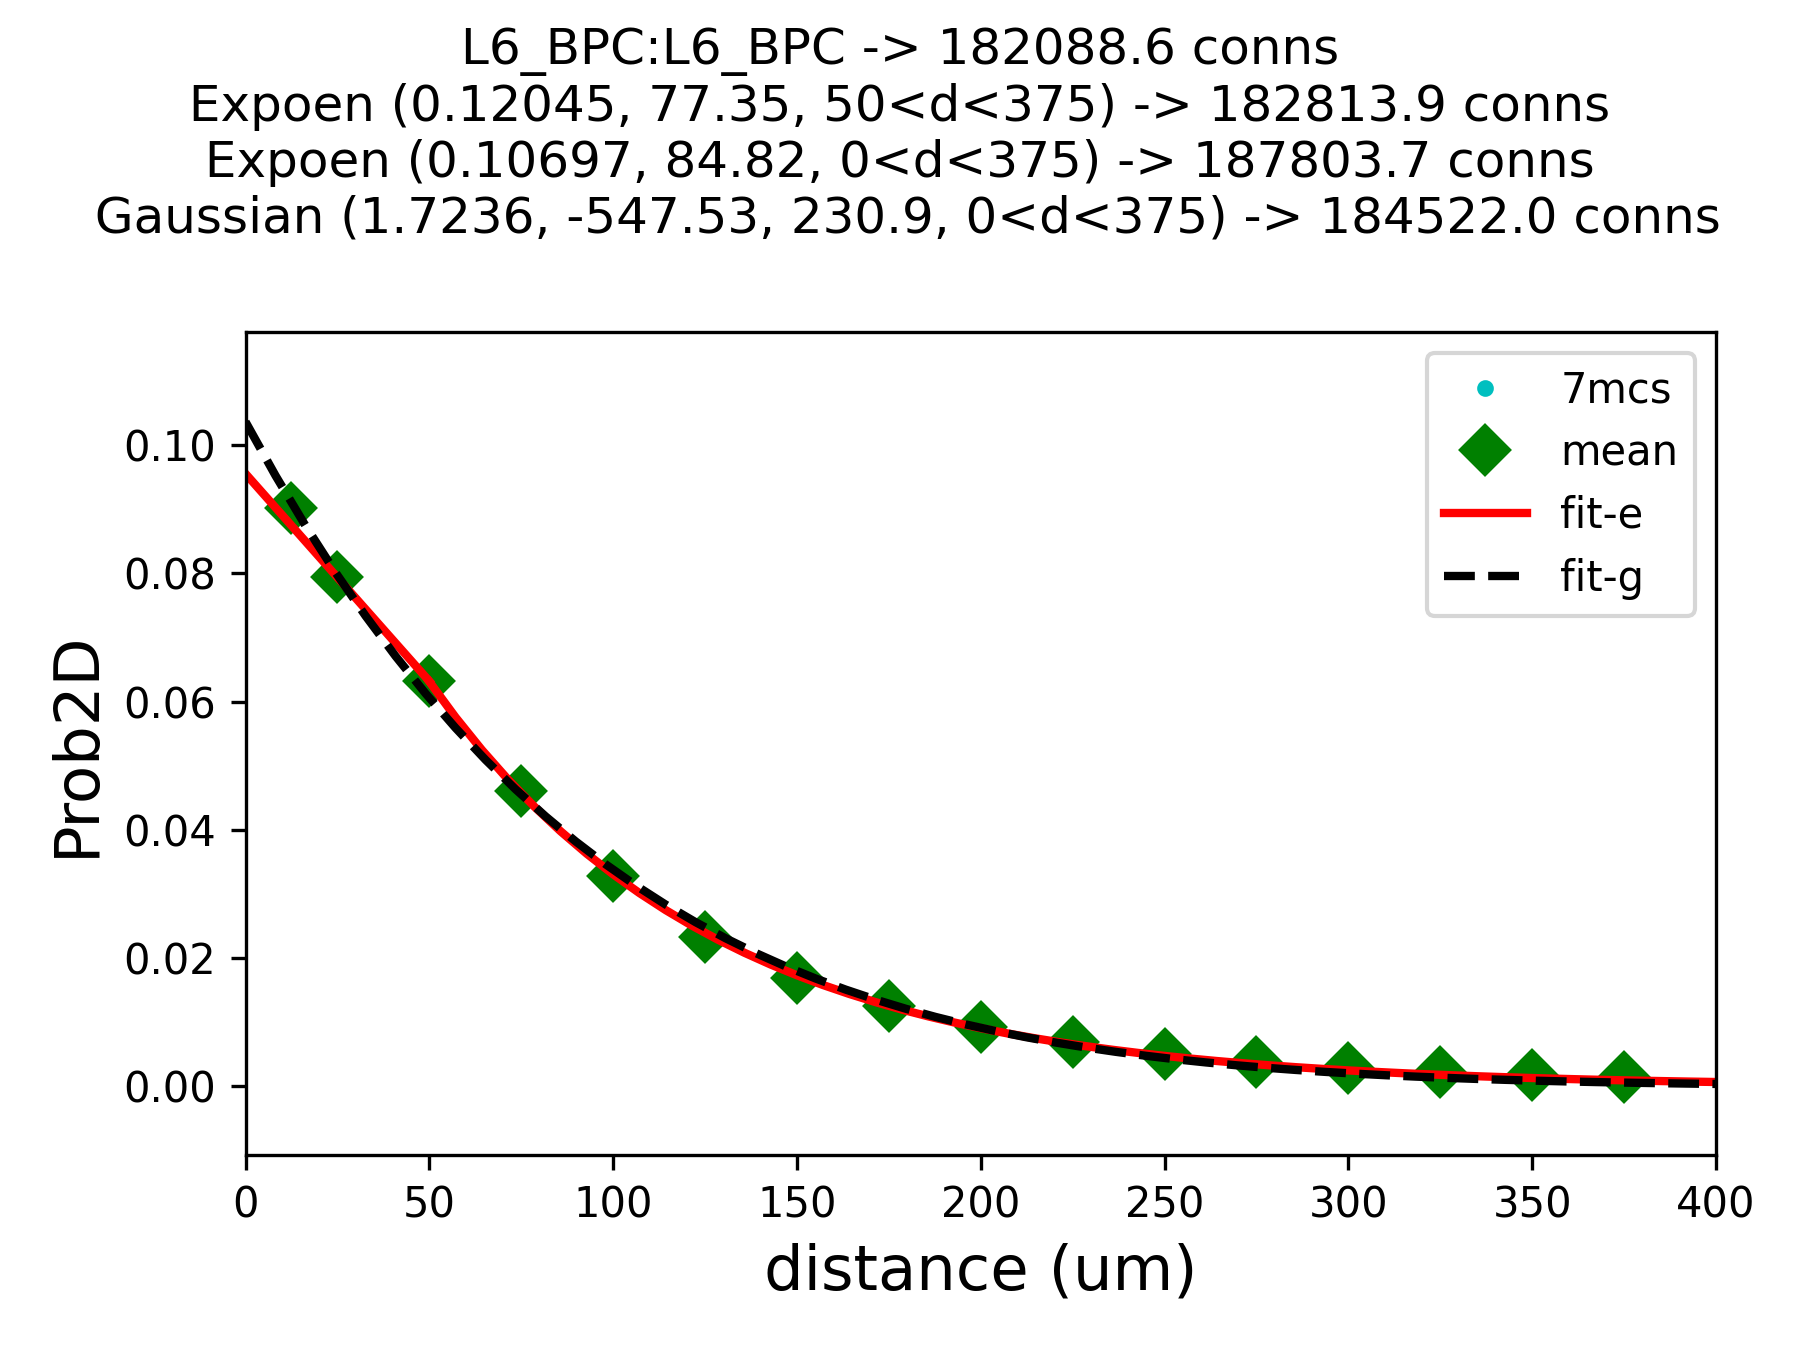 L6_BPC:L6_BPC -> 182088.6 conns
Expoen (0.12045, 77.35, 50<d<375) -> 182813.9 conns
Expoen (0.10697, 84.82, 0<d<375) -> 187803.7 conns
Gaussian (1.7236, -547.53, 230.9, 0<d<375) -> 184522.0 conns
7mcs
mean
fit-e
fit-g
Prob2D
0.10
0.08
0.06
0.04
0.02
0.00
0 50 100 150 200 250 300 350 400
distance (um)